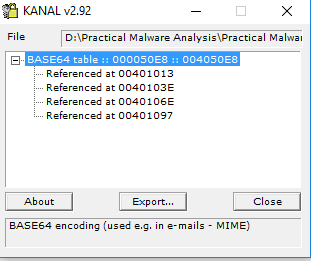 KANAL v2.92
File D:\Practical Malware Analysis\Practical Malwar
BASE64 table :: 000050E8 :: 004050E8
Referenced at 00401013
Referenced at 0040103E
Referenced at 0040106E
Referenced at 00401097
About Export... Close
BASE64 encoding (used e.g. in e-mails - MIME)